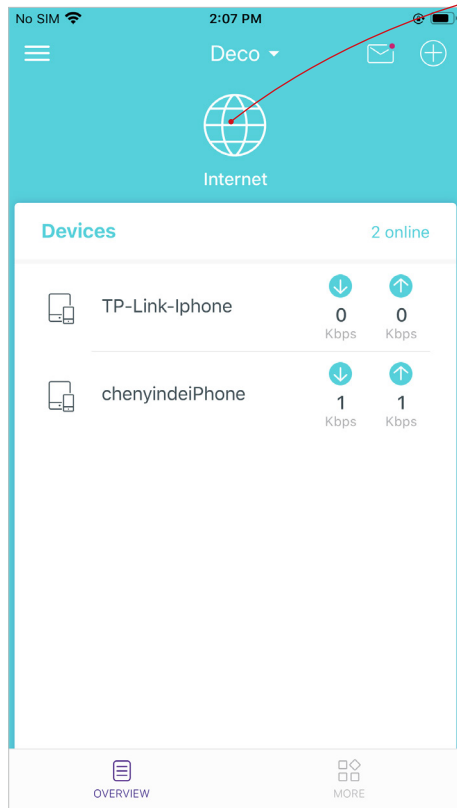 No SIM 2:07 PM
Deco
Internet
Devices 2 online
TP-Link-Iphone
0 0
Kbps Kbps
chenyindeiPhone
1 1
Kbps Kbps
OVERVIEW MORE